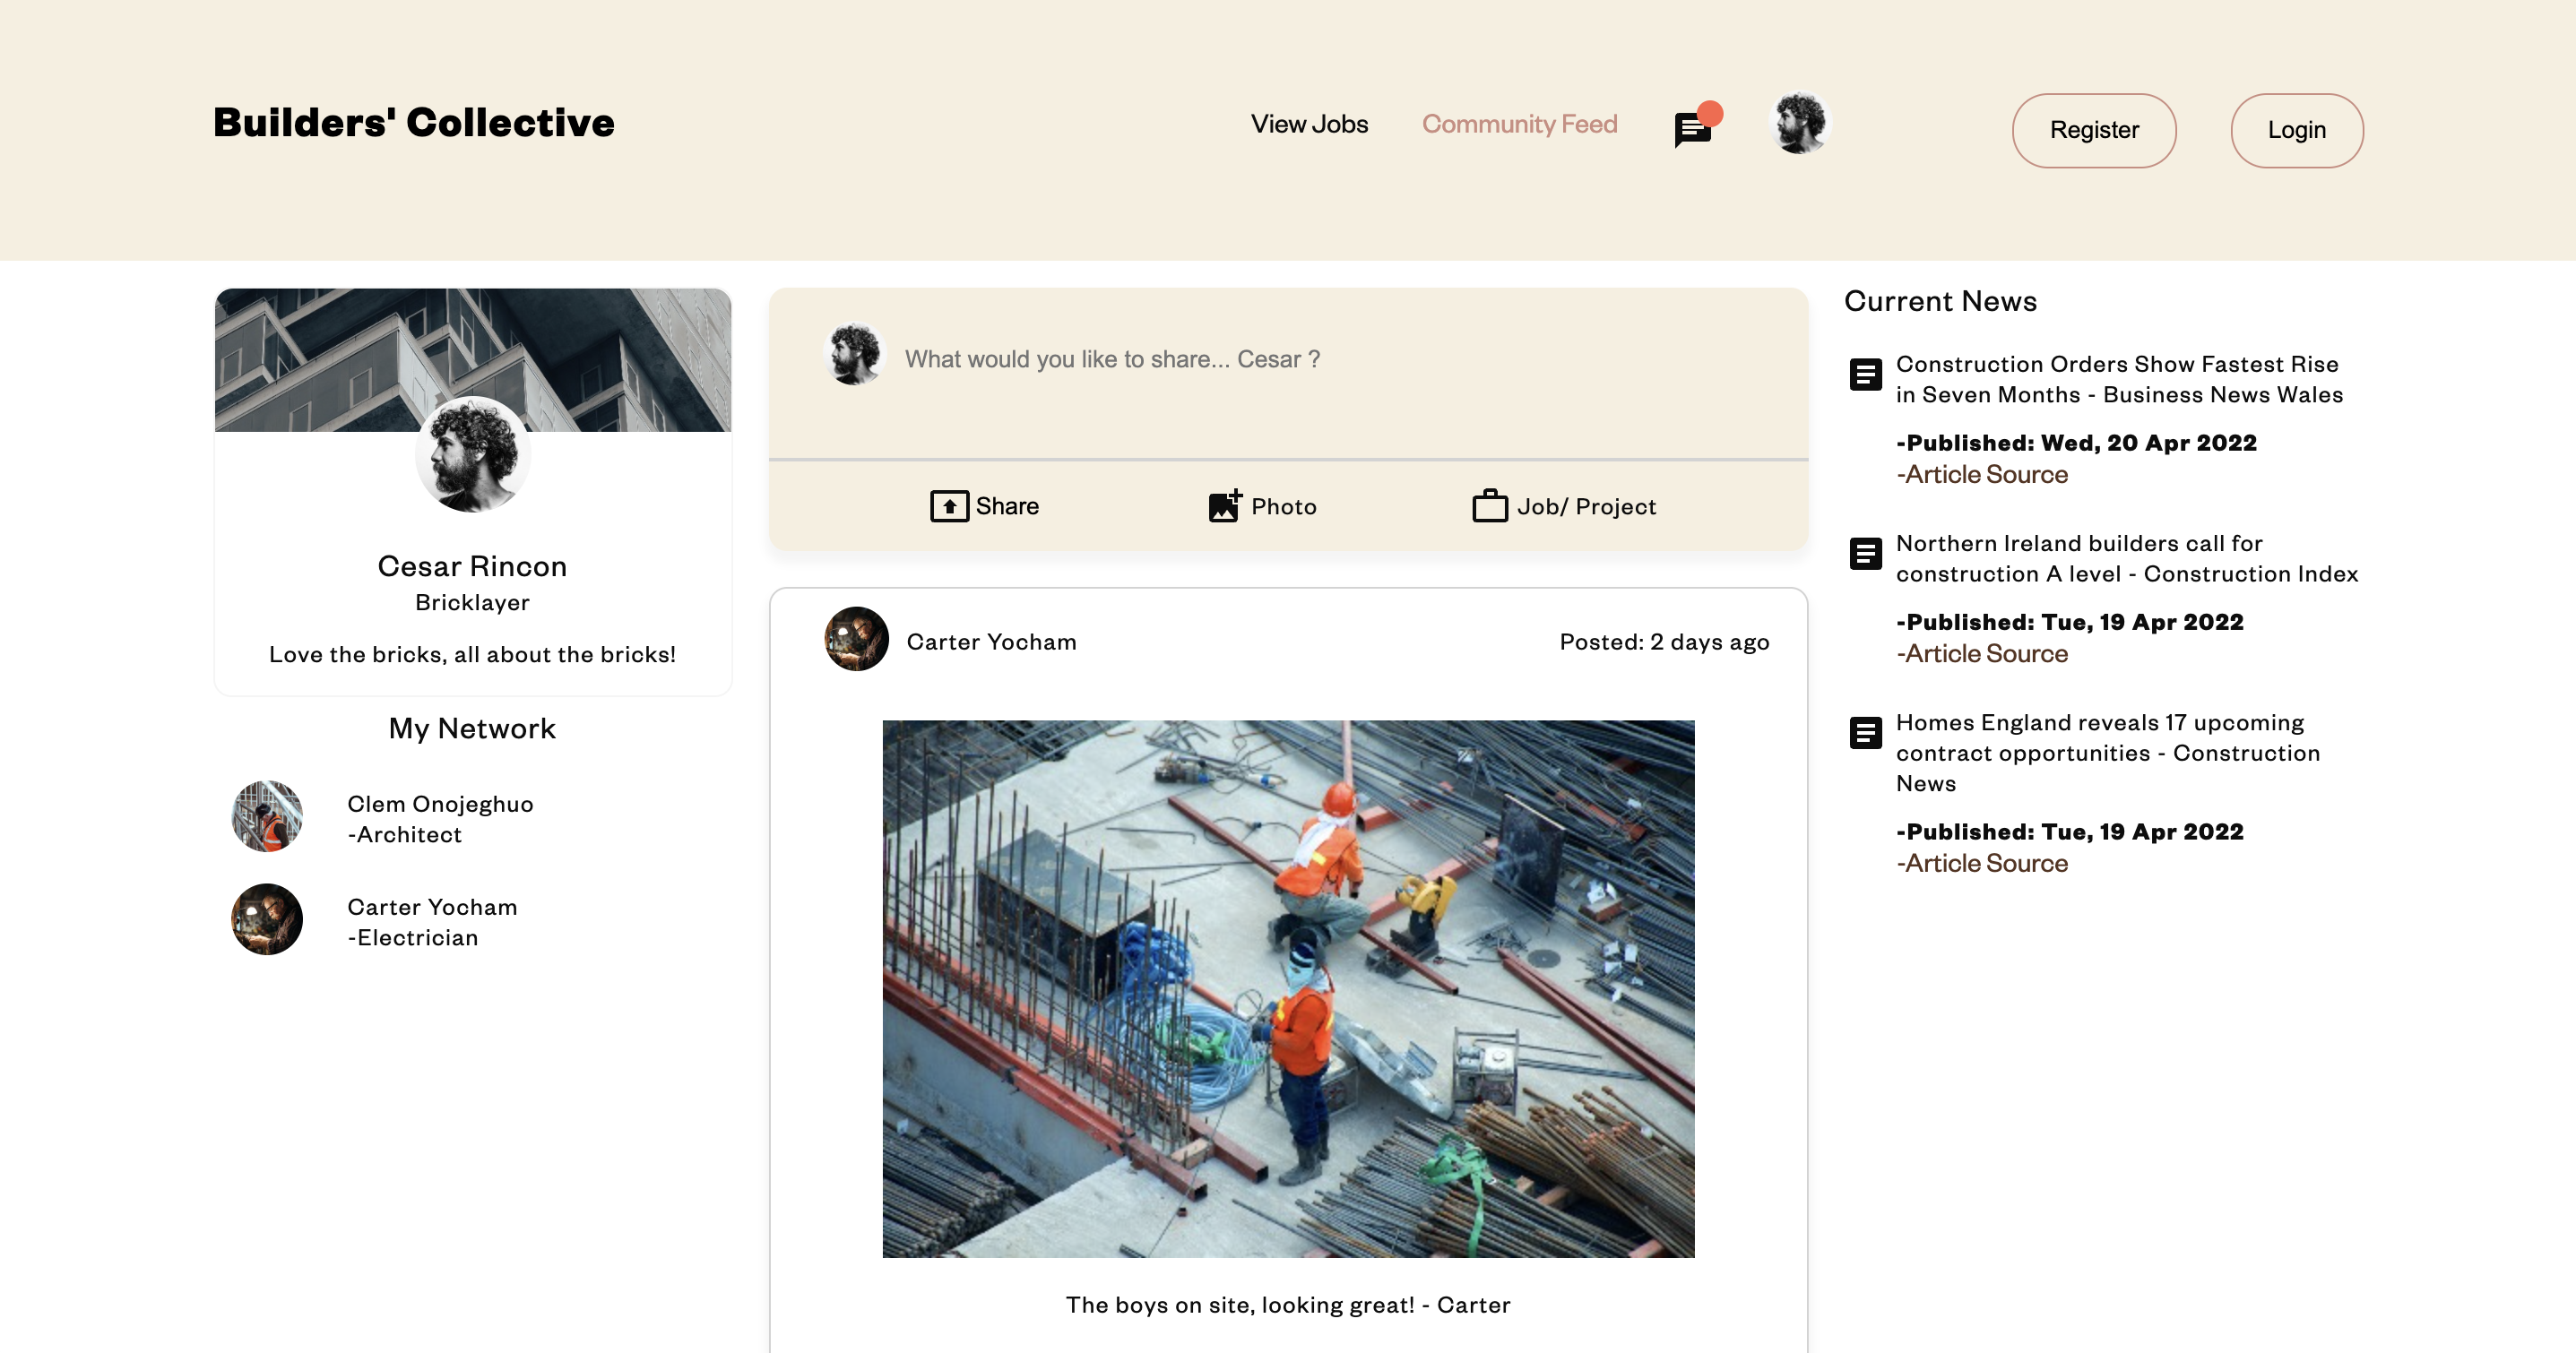 Builders' Collective
View Jobs
Community Feed
Register
Login
Cesar Rincon
Bricklayer
Love the bricks, all about the bricks!
My Network
Clem Onojeghuo
-Architect
Carter Yocham
-Electrician
What would you like to share... Cesar ?
Share
Photo
Job/ Project
Carter Yocham
Posted: 2 days ago
The boys on site, looking great! - Carter
Current News
Construction Orders Show Fastest Rise
in Seven Months - Business News Wales
-Published: Wed, 20 Apr 2022
-Article Source
Northern Ireland builders call for
construction A level - Construction Index
-Published: Tue, 19 Apr 2022
-Article Source
Homes England reveals 17 upcoming
contract opportunities - Construction
News
-Published: Tue, 19 Apr 2022
-Article Source